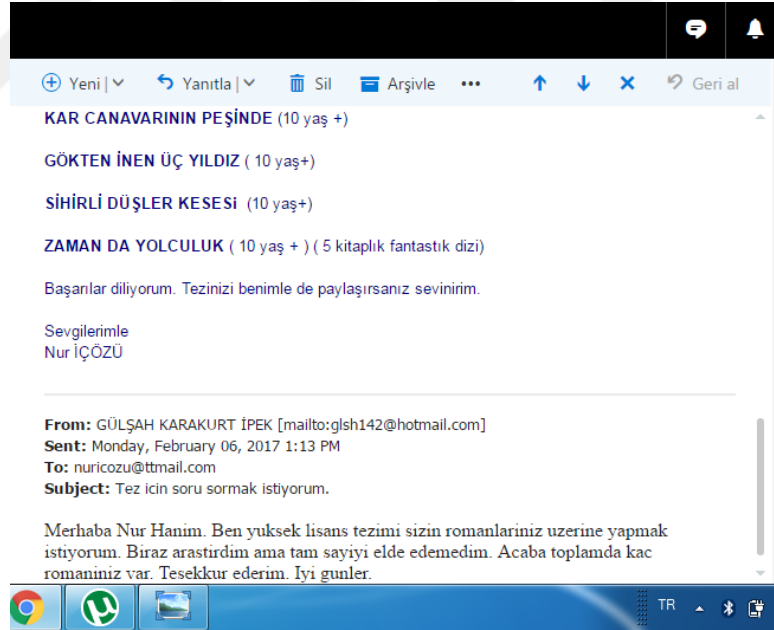 Yeni | Yanıtla | Sil Arşivle ... Geri al
KAR CANAVARININ PEŞİNDE (10 yaş +)
GÖKTEN İNEN ÜÇ YILDIZ ( 10 yaş+)
SİHİRLİ DÜŞLER KESESi (10 yaş+)
ZAMAN DA YOLCULUK ( 10 yaş + ) ( 5 kitaplık fantastık dizi)
Başarılar diliyorum. Tezinizi benimle de paylaşırsanız sevinirim.
Sevgilerimle
Nur İÇÖZÜ
From: GÜLŞAH KARAKURT İPEK [mailto:glsh142@hotmail.com]
Sent: Monday, February 06, 2017 1:13 PM
To: nuricozu@ttmail.com
Subject: Tez icin soru sormak istiyorum.
Merhaba Nur Hanim. Ben yuksek lisans tezimi sizin romanlariniz uzerine yapmak
istiyorum. Biraz arastirdim ama tam sayiyi elde edemedim. Acaba toplamda kac
romaniniz var. Tesekkur ederim. Iyi gunler.
TR